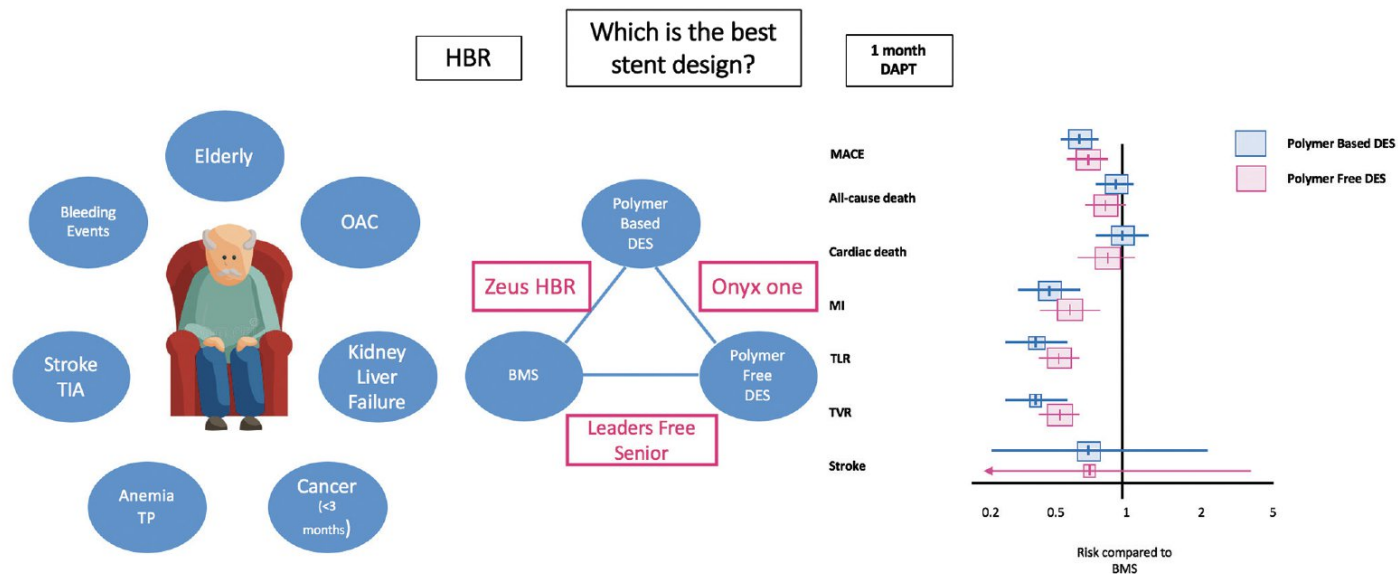 HBR
Which is the best
stent design?
1 month
DAPT
Elderly
Bleeding
Events
OAC
Stroke
TIA
Kidney
Liver
Failure
Anemia
TP
Cancer
(<3
months)
Polymer
Based
DES
Zeus HBR
Onyx one
BMS
Polymer
Free
DES
Leaders Free
Senior
MACE
All-cause death
Cardiac death
MI
TLR
TVR
Stroke
0.2 0.5 1 2 5
Risk compared to
BMS
Polymer Based DES
Polymer Free DES